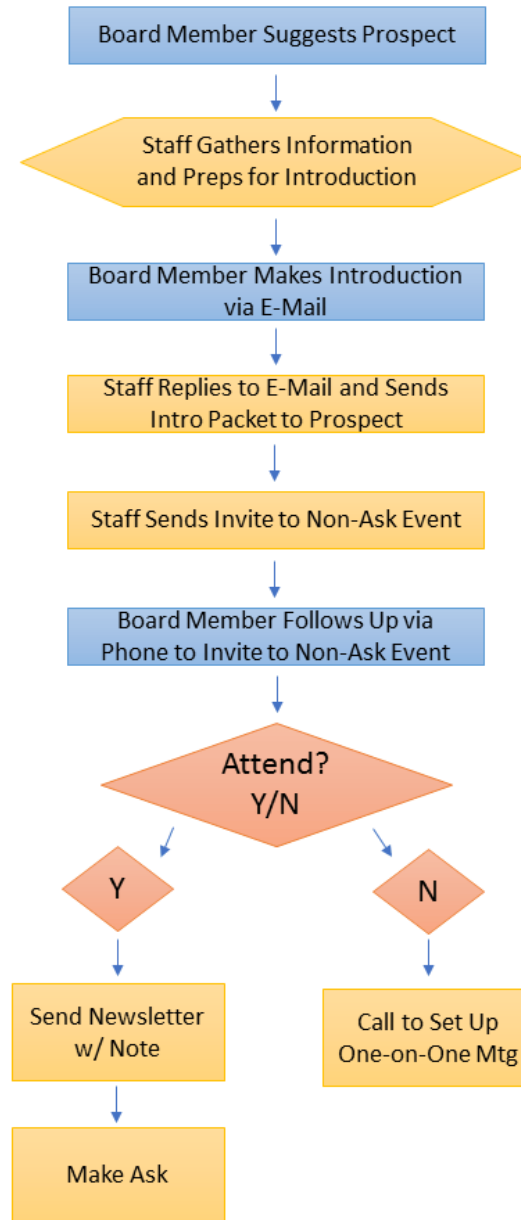 Board Member Suggests Prospect
Staff Gathers Information
and Preps for Introduction
Board Member Makes Introduction
via E-Mail
Staff Replies to E-Mail and Sends
Intro Packet to Prospect
Staff Sends Invite to Non-Ask Event
Board Member Follows Up via
Phone to Invite to Non-Ask Event
Attend?
Y/N
Y
N
Send Newsletter
w/ Note
Call to Set Up
One-on-One Mtg
Make Ask